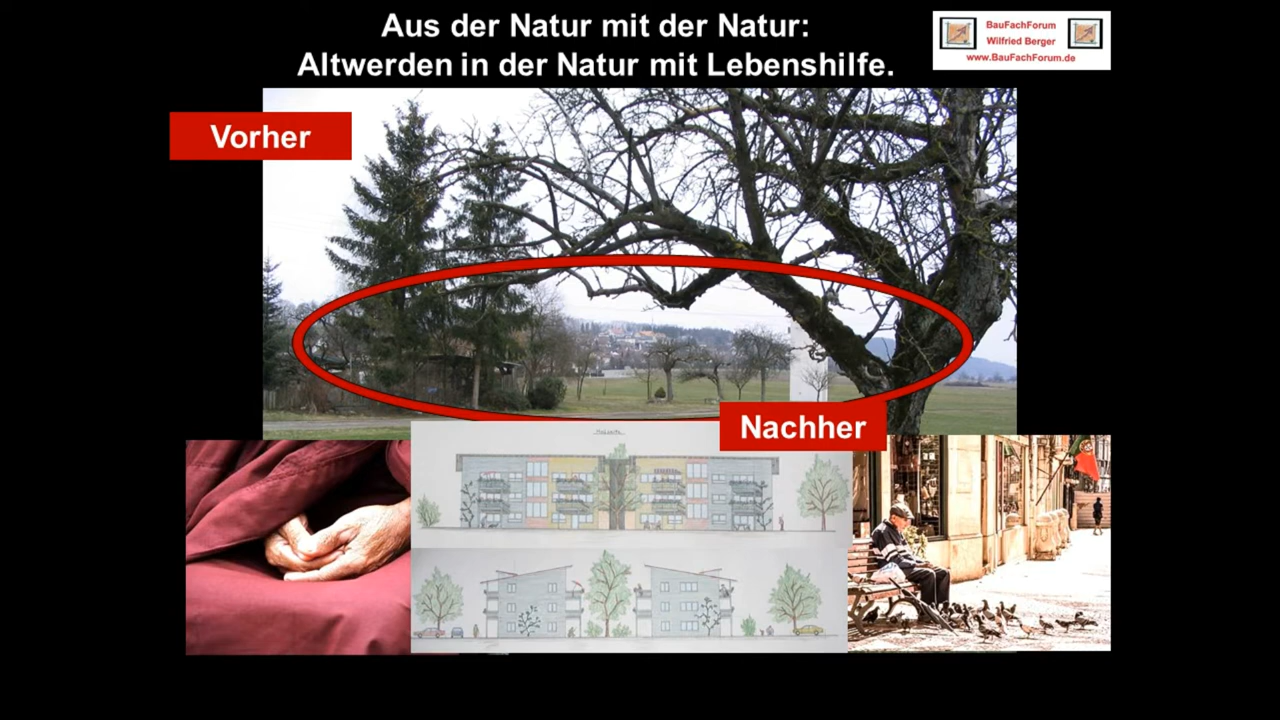 Aus der Natur mit der Natur:
Altwerden in der Natur mit Lebenshilfe.
BauFachForum
Wilfried Berger
www.BauFachForum.de
Vorher
Nachher